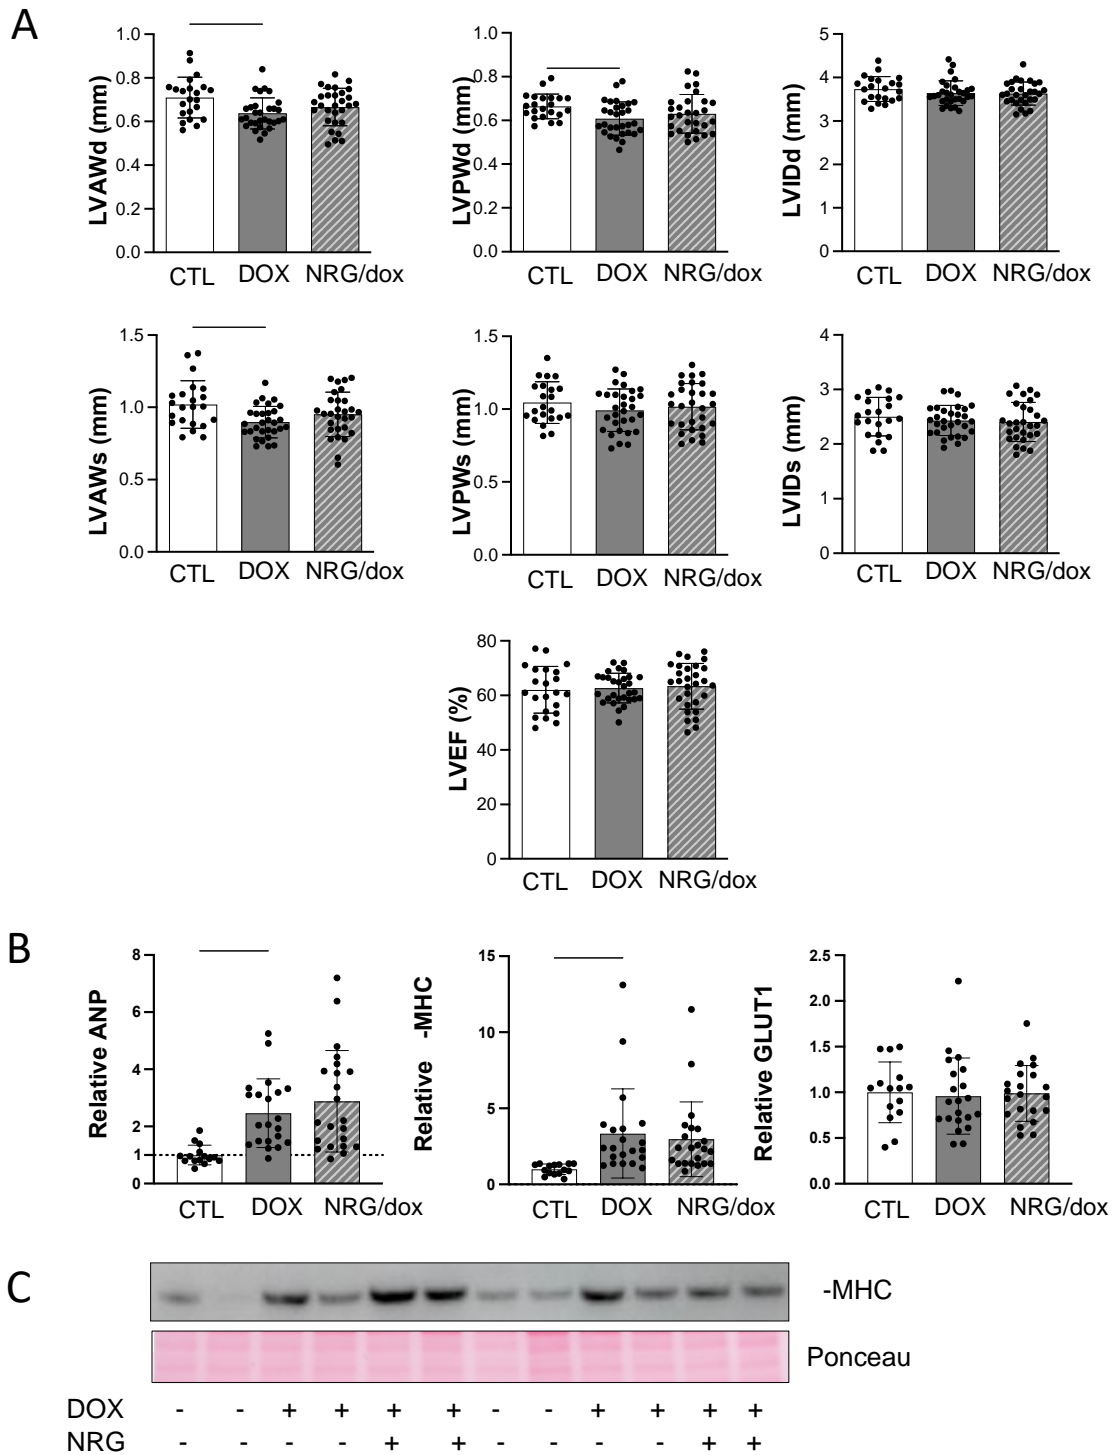 A
LVAWd (mm)
1.0
0.8
0.6
0.4
0.2
0.0
CTL DOX NRG/dox
LVPWd (mm)
1.0
0.8
0.6
0.4
0.2
0.0
CTL DOX NRG/dox
LVIDd (mm)
5
4
3
2
1
0
CTL DOX NRG/dox
LVAWs (mm)
1.5
1.0
0.5
0.0
CTL DOX NRG/dox
LVPWs (mm)
1.5
1.0
0.5
0.0
CTL DOX NRG/dox
LVIDs (mm)
4
3
2
1
0
CTL DOX NRG/dox
LVEF (%)
80
60
40
20
0
CTL DOX NRG/dox
B
Relative ANP
8
6
4
2
1
0
CTL DOX NRG/dox
Relative -MHC
15
10
5
0
CTL DOX NRG/dox
Relative GLUT1
2.5
2.0
1.5
1.0
0.5
0.0
CTL DOX NRG/dox
C
-MHC
Ponceau
DOX - - + + + + - - + + + +
NRG - - - - + + - - - - + +